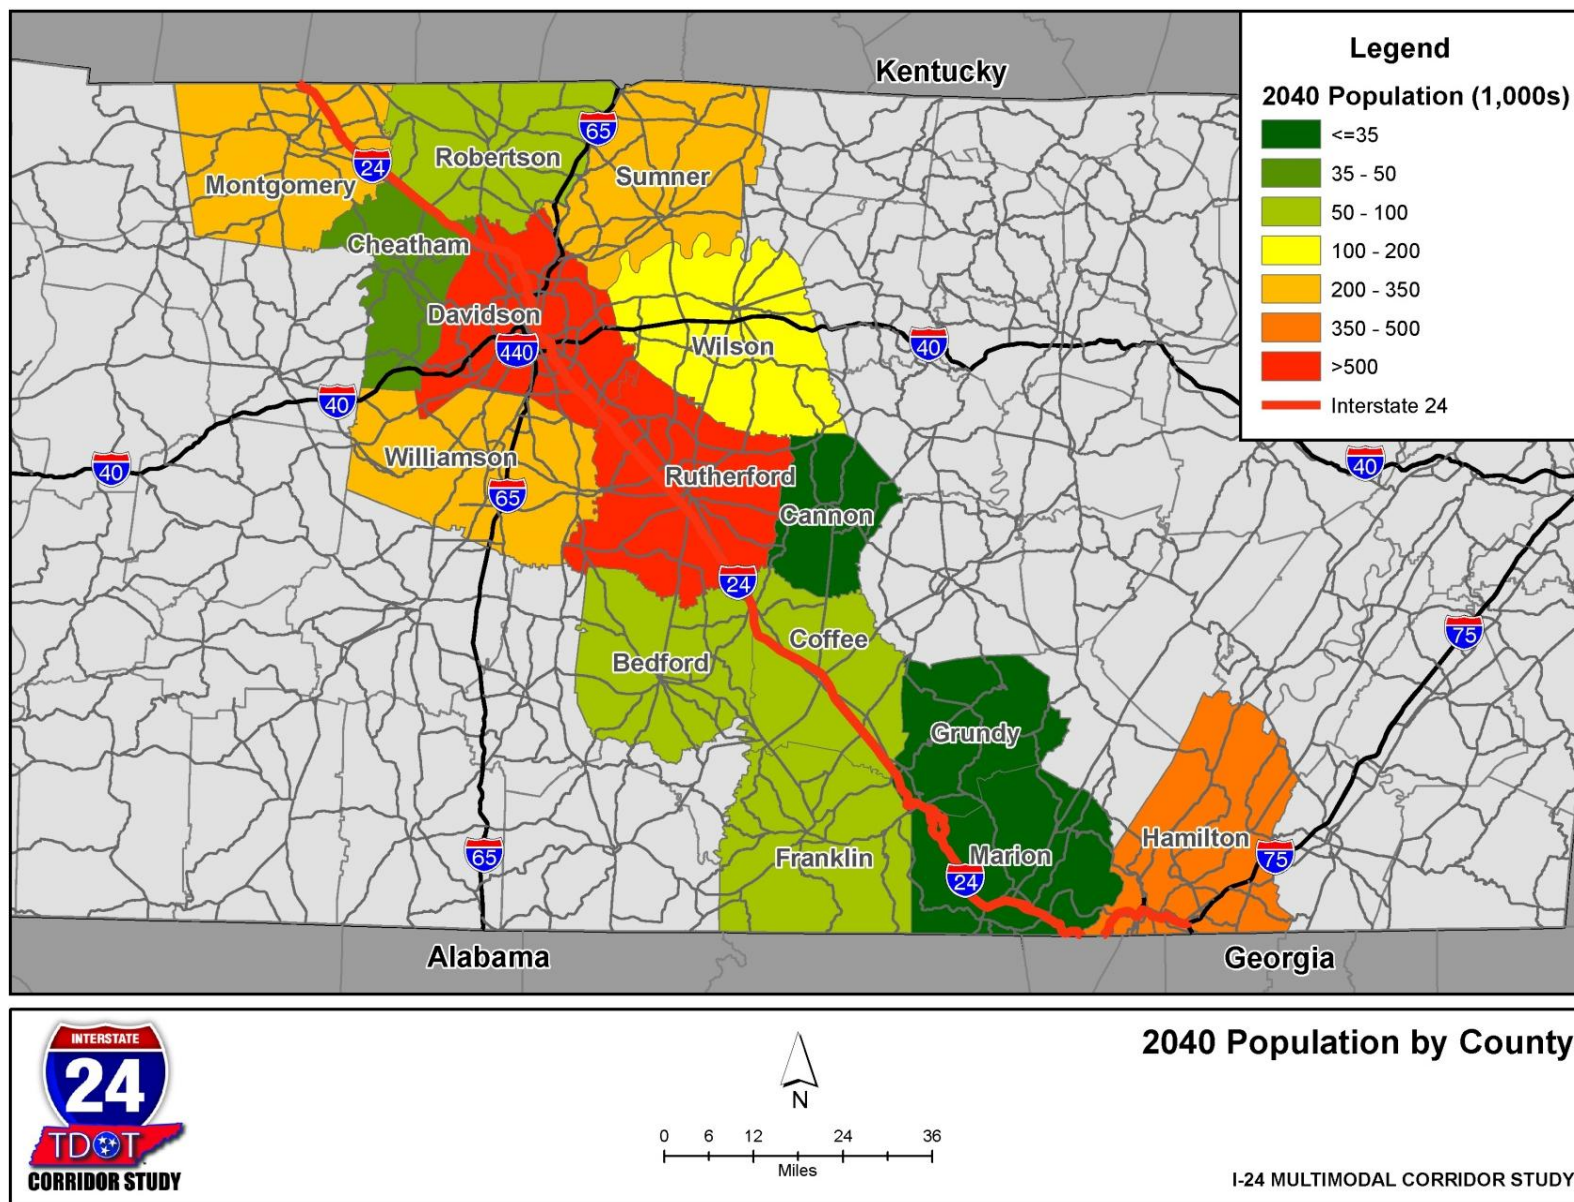 Kentucky
Legend
2040 Population (1,000s)
<=35
35 - 50
50 - 100
100 - 200
200 - 350
350 - 500
>500
Interstate 24
65
Robertson
24
Sumner
Montgomery
Cheatham
Davidson
440
Wilson
40
40
Williamson
40
65
Rutherford
40
Cannon
24
Coffee
75
Bedford
Grundy
65
Franklin
Marion
24
Hamilton
75
Alabama
Georgia
INTERSTATE
24
TDOT
CORRIDOR STUDY
N
0 6 12 24 36
Miles
2040 Population by County
I-24 MULTIMODAL CORRIDOR STUDY